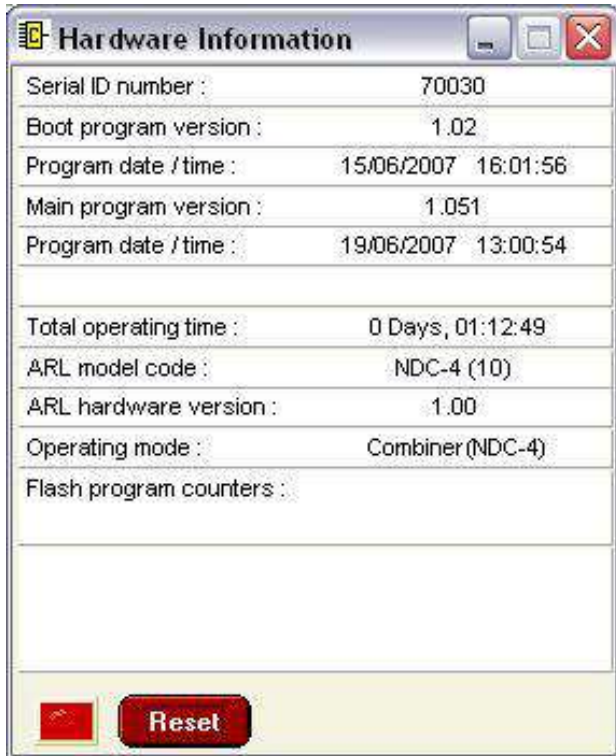 Hardware Information
Serial ID number : 70030
Boot program version : 1.02
Program date / time : 15/06/2007 16:01:56
Main program version : 1.051
Program date / time : 19/06/2007 13:00:54
Total operating time : 0 Days, 01:12:49
ARL model code : NDC-4 (10)
ARL hardware version : 1.00
Operating mode : Combiner(NDC-4)
Flash program counters :
Reset